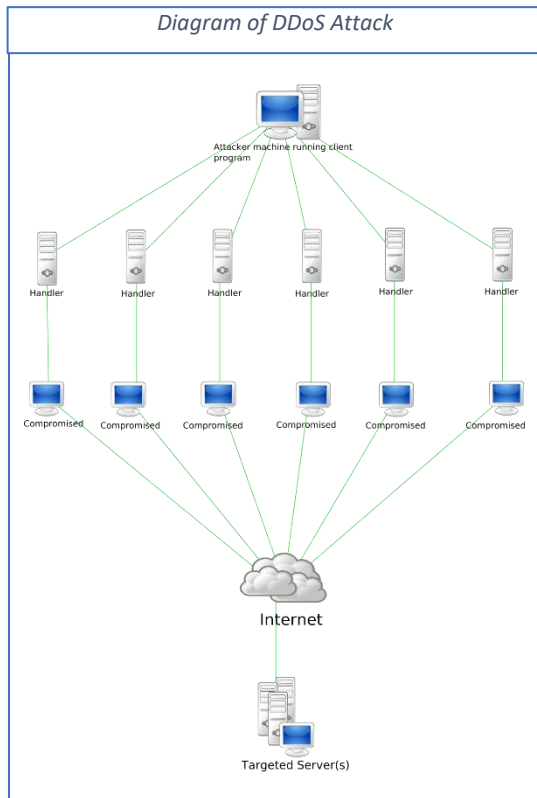 Diagram of DDoS Attack
Attacker machine running client
program
Handler
Handler
Handler
Handler
Handler
Handler
Compromised
Compromised
Compromised
Compromised
Compromised
Compromised
Internet
Targeted Server(s)